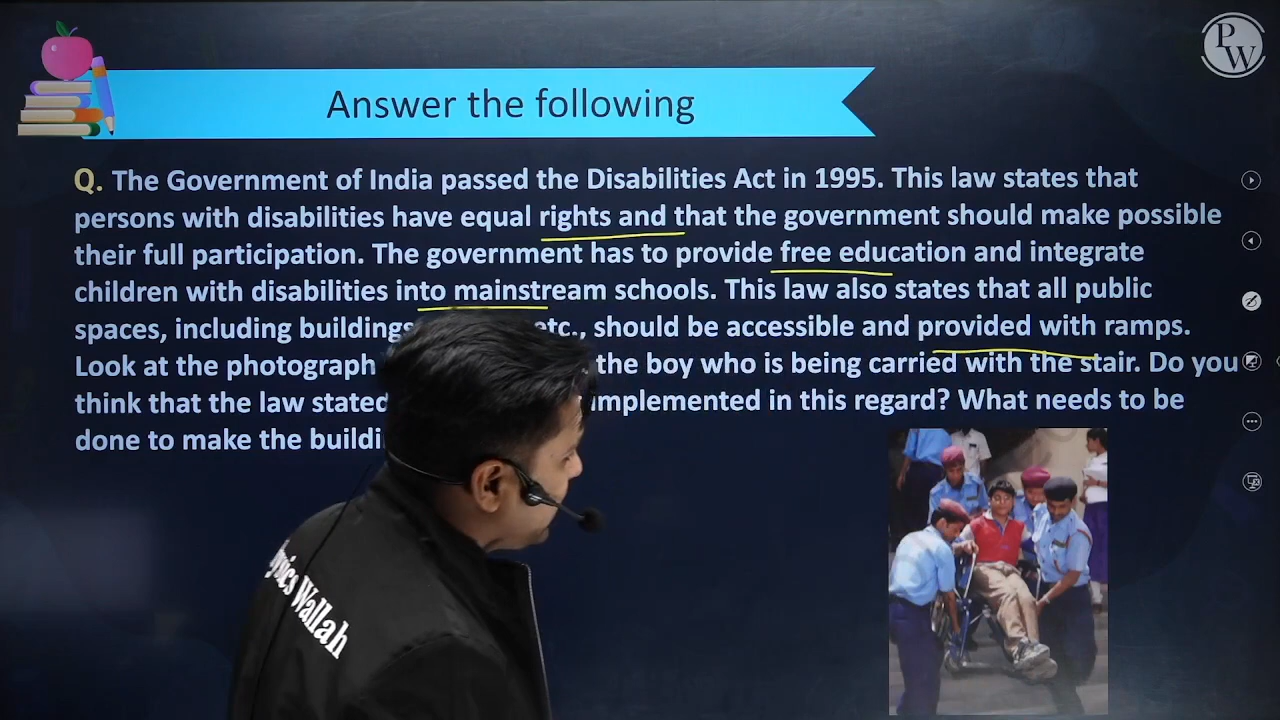 P
W
Answer the following
Q. The Government of India passed the Disabilities Act in 1995. This law states that
persons with disabilities have equal rights and that the government should make possible
their full participation. The government has to provide free education and integrate
children with disabilities into mainstream schools. This law also states that all public
spaces, including buildings etc., should be accessible and provided with ramps.
Look at the photograph the boy who is being carried with the stair. Do you
think that the law stated implemented in this regard? What needs to be
done to make the
Wallah